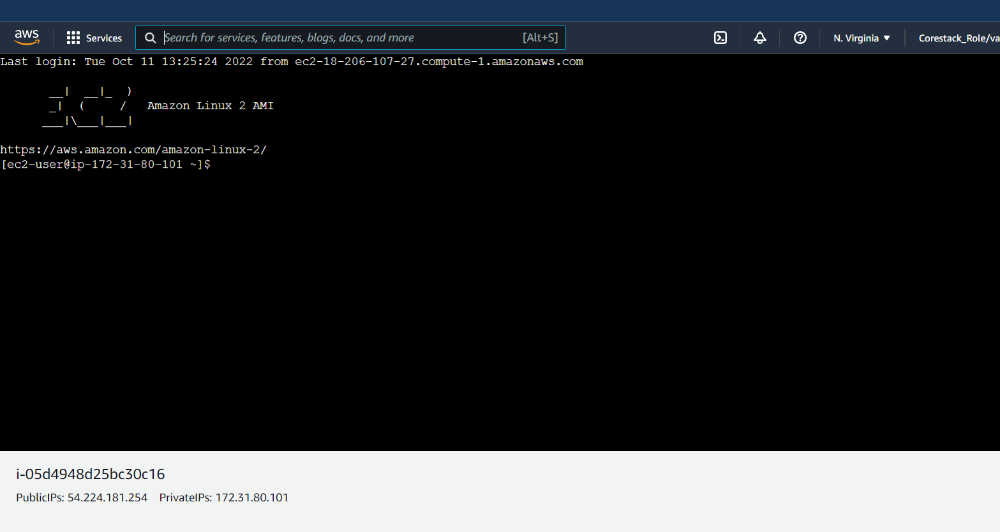 aws Services Search for services, features, blogs, docs, and more [Alt+S] N. Virginia Corestack_Role/va
Last login: Tue Oct 11 13:25:24 2022 from ec2-18-206-107-27.compute-1.amazonaws.com
       __|  __|_  )
       _|  (     /   Amazon Linux 2 AMI
      ___|\___|___|
https://aws.amazon.com/amazon-linux-2/
[ec2-user@ip-172-31-80-101 ~]$
i-05d4948d25bc30c16
PublicIPs: 54.224.181.254 PrivateIPs: 172.31.80.101